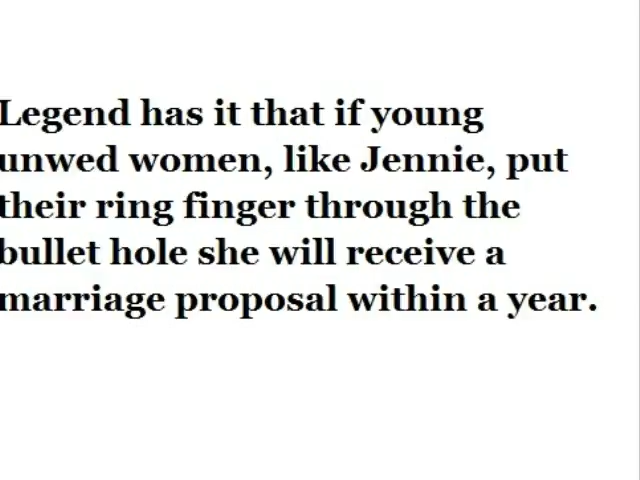 Legend has it that if young
unwed women, like Jennie, put
their ring finger through the
bullet hole she will receive a
marriage proposal within a year.